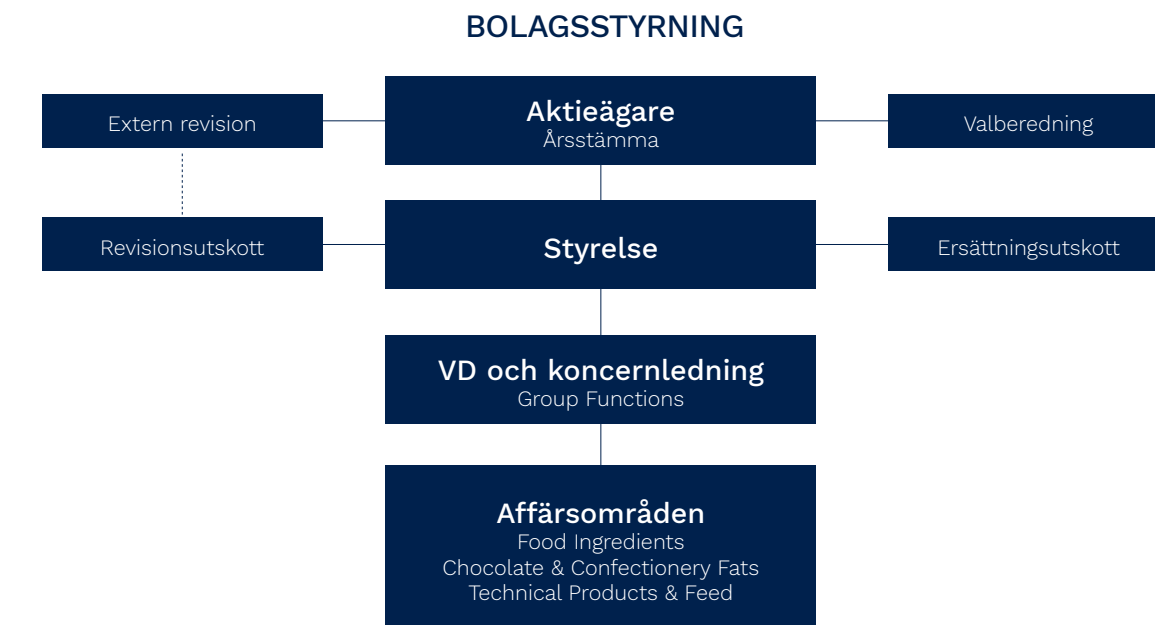 BOLAGSSTYRNING
Extern revision
Aktieägare
Årsstämma
Valberedning
Revisionsutskott
Styrelse
Ersättningsutskott
VD och koncernledning
Group Functions
Affärsområden
Food Ingredients
Chocolate & Confectionery Fats
Technical Products & Feed